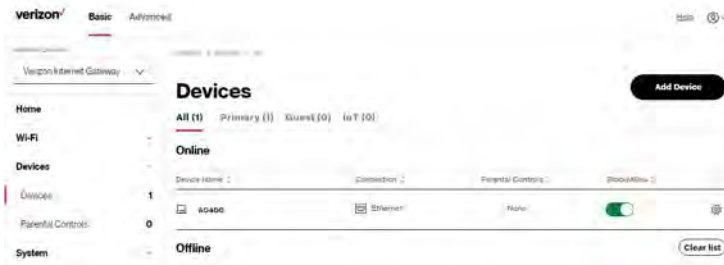 verizon Basic Advanced Help
Verizon Internet Gateway
Devices
Add Device
Home
All (1) Primary (1) Guest (0) IoT (0)
Wi-Fi
Online
Devices
Device Name Connection Parental Controls Block/Allow
Devices 1
Ethernet None
Parental Controls 0
System
Offline
Clear list